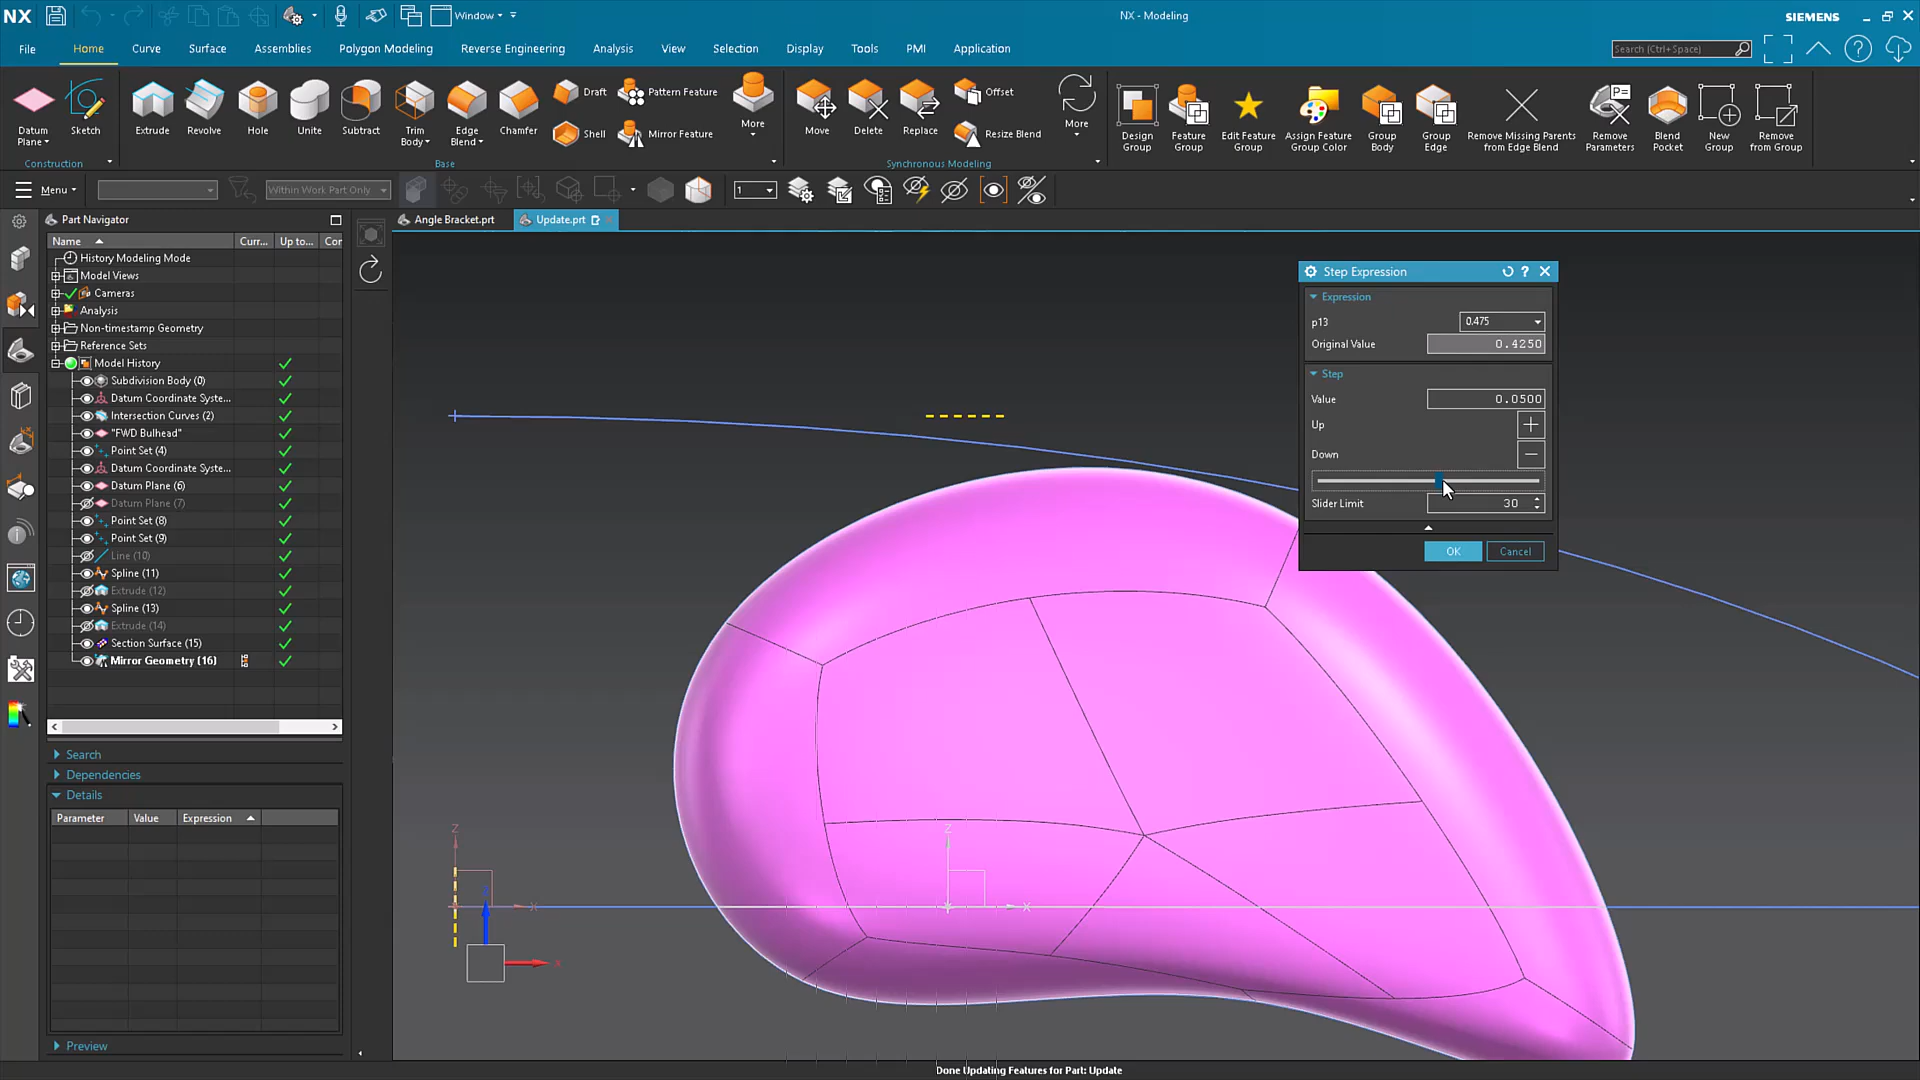 NX
Window
NX - Modeling
SIEMENS
File
Home
Curve
Surface
Assemblies
Polygon Modeling
Reverse Engineering
Analysis
View
Selection
Display
Tools
PMI
Application
Search (Ctrl+Space)
Datum Plane
Sketch
Extrude
Revolve
Hole
Unite
Subtract
Trim Body
Edge Blend
Chamfer
Draft
Shell
Pattern Feature
Mirror Feature
More
Move
Delete
Replace
Offset
Resize Blend
More
Design Group
Feature Group
Edit Feature Group
Assign Feature Group Color
Group Body
Group Edge
Remove Missing Parents from Edge Blend
P=
Remove Parameters
Blend Pocket
New Group
Remove from Group
Construction
Base
Synchronous Modeling
Menu
Within Work Part Only
1
Part Navigator
Angle Bracket.prt
Update.prt
Name
Curr...
Up to...
Cor
History Modeling Mode
Model Views
Cameras
Analysis
Non-timestamp Geometry
Reference Sets
Model History
Subdivision Body (0)
Datum Coordinate Syste...
Intersection Curves (2)
"FWD Bulhead"
Point Set (4)
Datum Coordinate Syste...
Datum Plane (6)
Datum Plane (7)
Point Set (8)
Point Set (9)
Line (10)
Spline (11)
Extrude (12)
Spline (13)
Extrude (14)
Section Surface (15)
Mirror Geometry (16)
Search
Dependencies
Details
Parameter
Value
Expression
Preview
Step Expression
Expression
p13
0.475
Original Value
0.4250
Step
Value
0.0500
Up
Down
Slider Limit
30
OK
Cancel
Z
Z
X
X
Done Updating Features for Part: Update